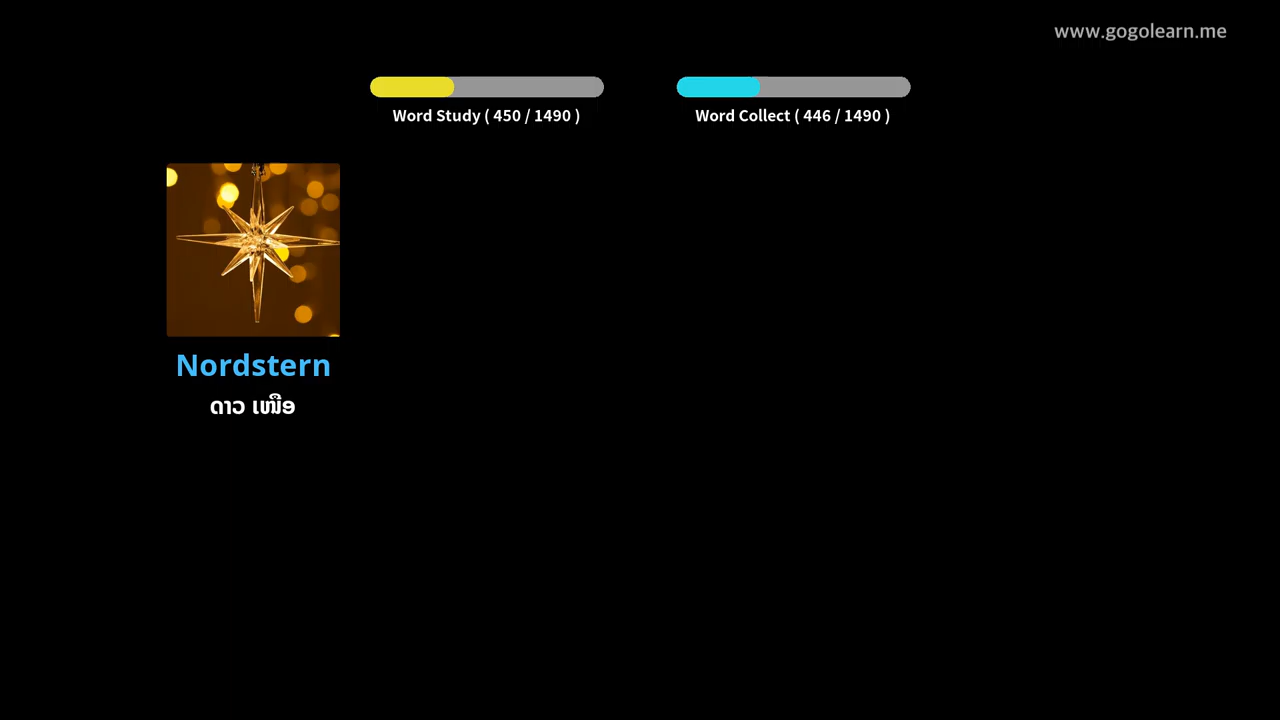 www.gogolearn.me
Word Study ( 450 / 1490 )
Word Collect ( 446 / 1490 )
Nordstern
ດາວ ເໜືອ